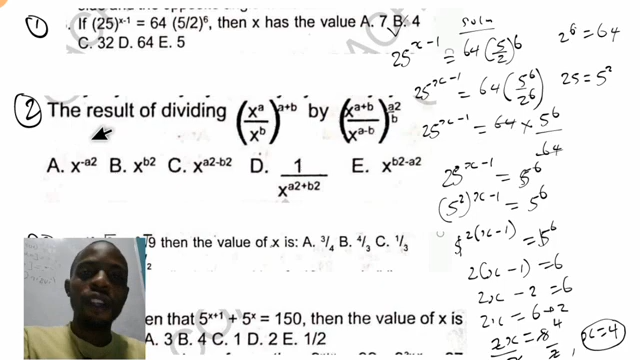 ① . If (25)ˣ⁻¹ = 64 (5/2)⁶, then x has the value A. 7 B. 4
C. 32 D. 64 E. 5
② The result of dividing (xᵃ/xᵇ)ᵃ⁺ᵇ by (xᵃ⁺ᵇ/xᵃ⁻ᵇ)^(a2/b)
A. x⁻ᵃ² B. xᵇ² C. xᵃ²⁻ᵇ² D. 1/xᵃ²⁺ᵇ² E. xᵇ²⁻ᵃ²
9 then the value of x is: A. ³/₄ B. ⁴/₃ C. ¹/₃
en that 5ˣ⁺¹ + 5ˣ = 150, then the value of x is
A. 3 B. 4 C. 1 D. 2 E. 1/2
soln
25ˣ⁻¹ = 64(5/2)⁶
2⁶ = 64
25ˣ⁻¹ = 64(5⁶/2⁶)
25 = 5²
25ˣ⁻¹ = 64 × 5⁶/64
25ˣ⁻¹ = 5⁶
(5²)ˣ⁻¹ = 5⁶
5²⁽ˣ⁻¹⁾ = 5⁶
2(x-1) = 6
2x - 2 = 6
2x = 6+2
2x = 8 4
x=4